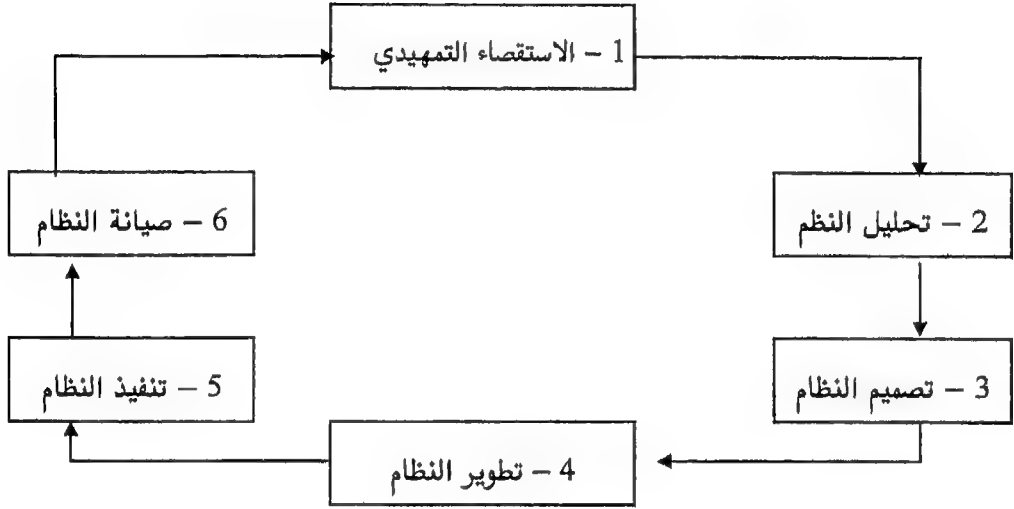 1 – الاستقصاء التمهيدي
2 – تحليل النظم
3 – تصميم النظام
4 – تطوير النظام
5 – تنفيذ النظام
6 – صيانة النظام